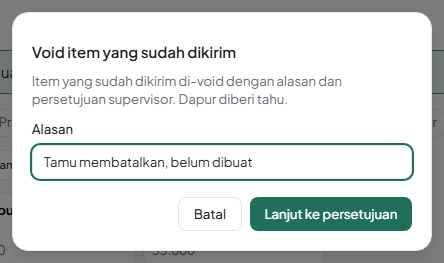 Void item yang sudah dikirim
Item yang sudah dikirim di-void dengan alasan dan
persetujuan supervisor. Dapur diberi tahu.
Alasan
Tamu membatalkan, belum dibuat
Batal
Lanjut ke persetujuan